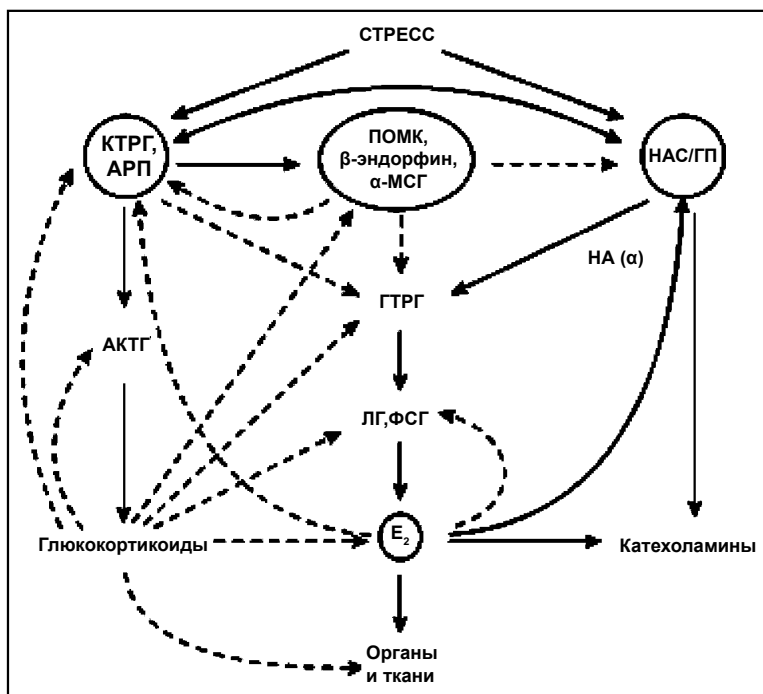 СТРЕСС
КТРГ,
АРП
ПОМК,
β-эндорфин,
α-МСГ
НАС/ГП
НА (α)
ГТРГ
АКТГ
ЛГ,ФСГ
Глюкокортикоиды
E₂
Катехоламины
Органы
и ткани